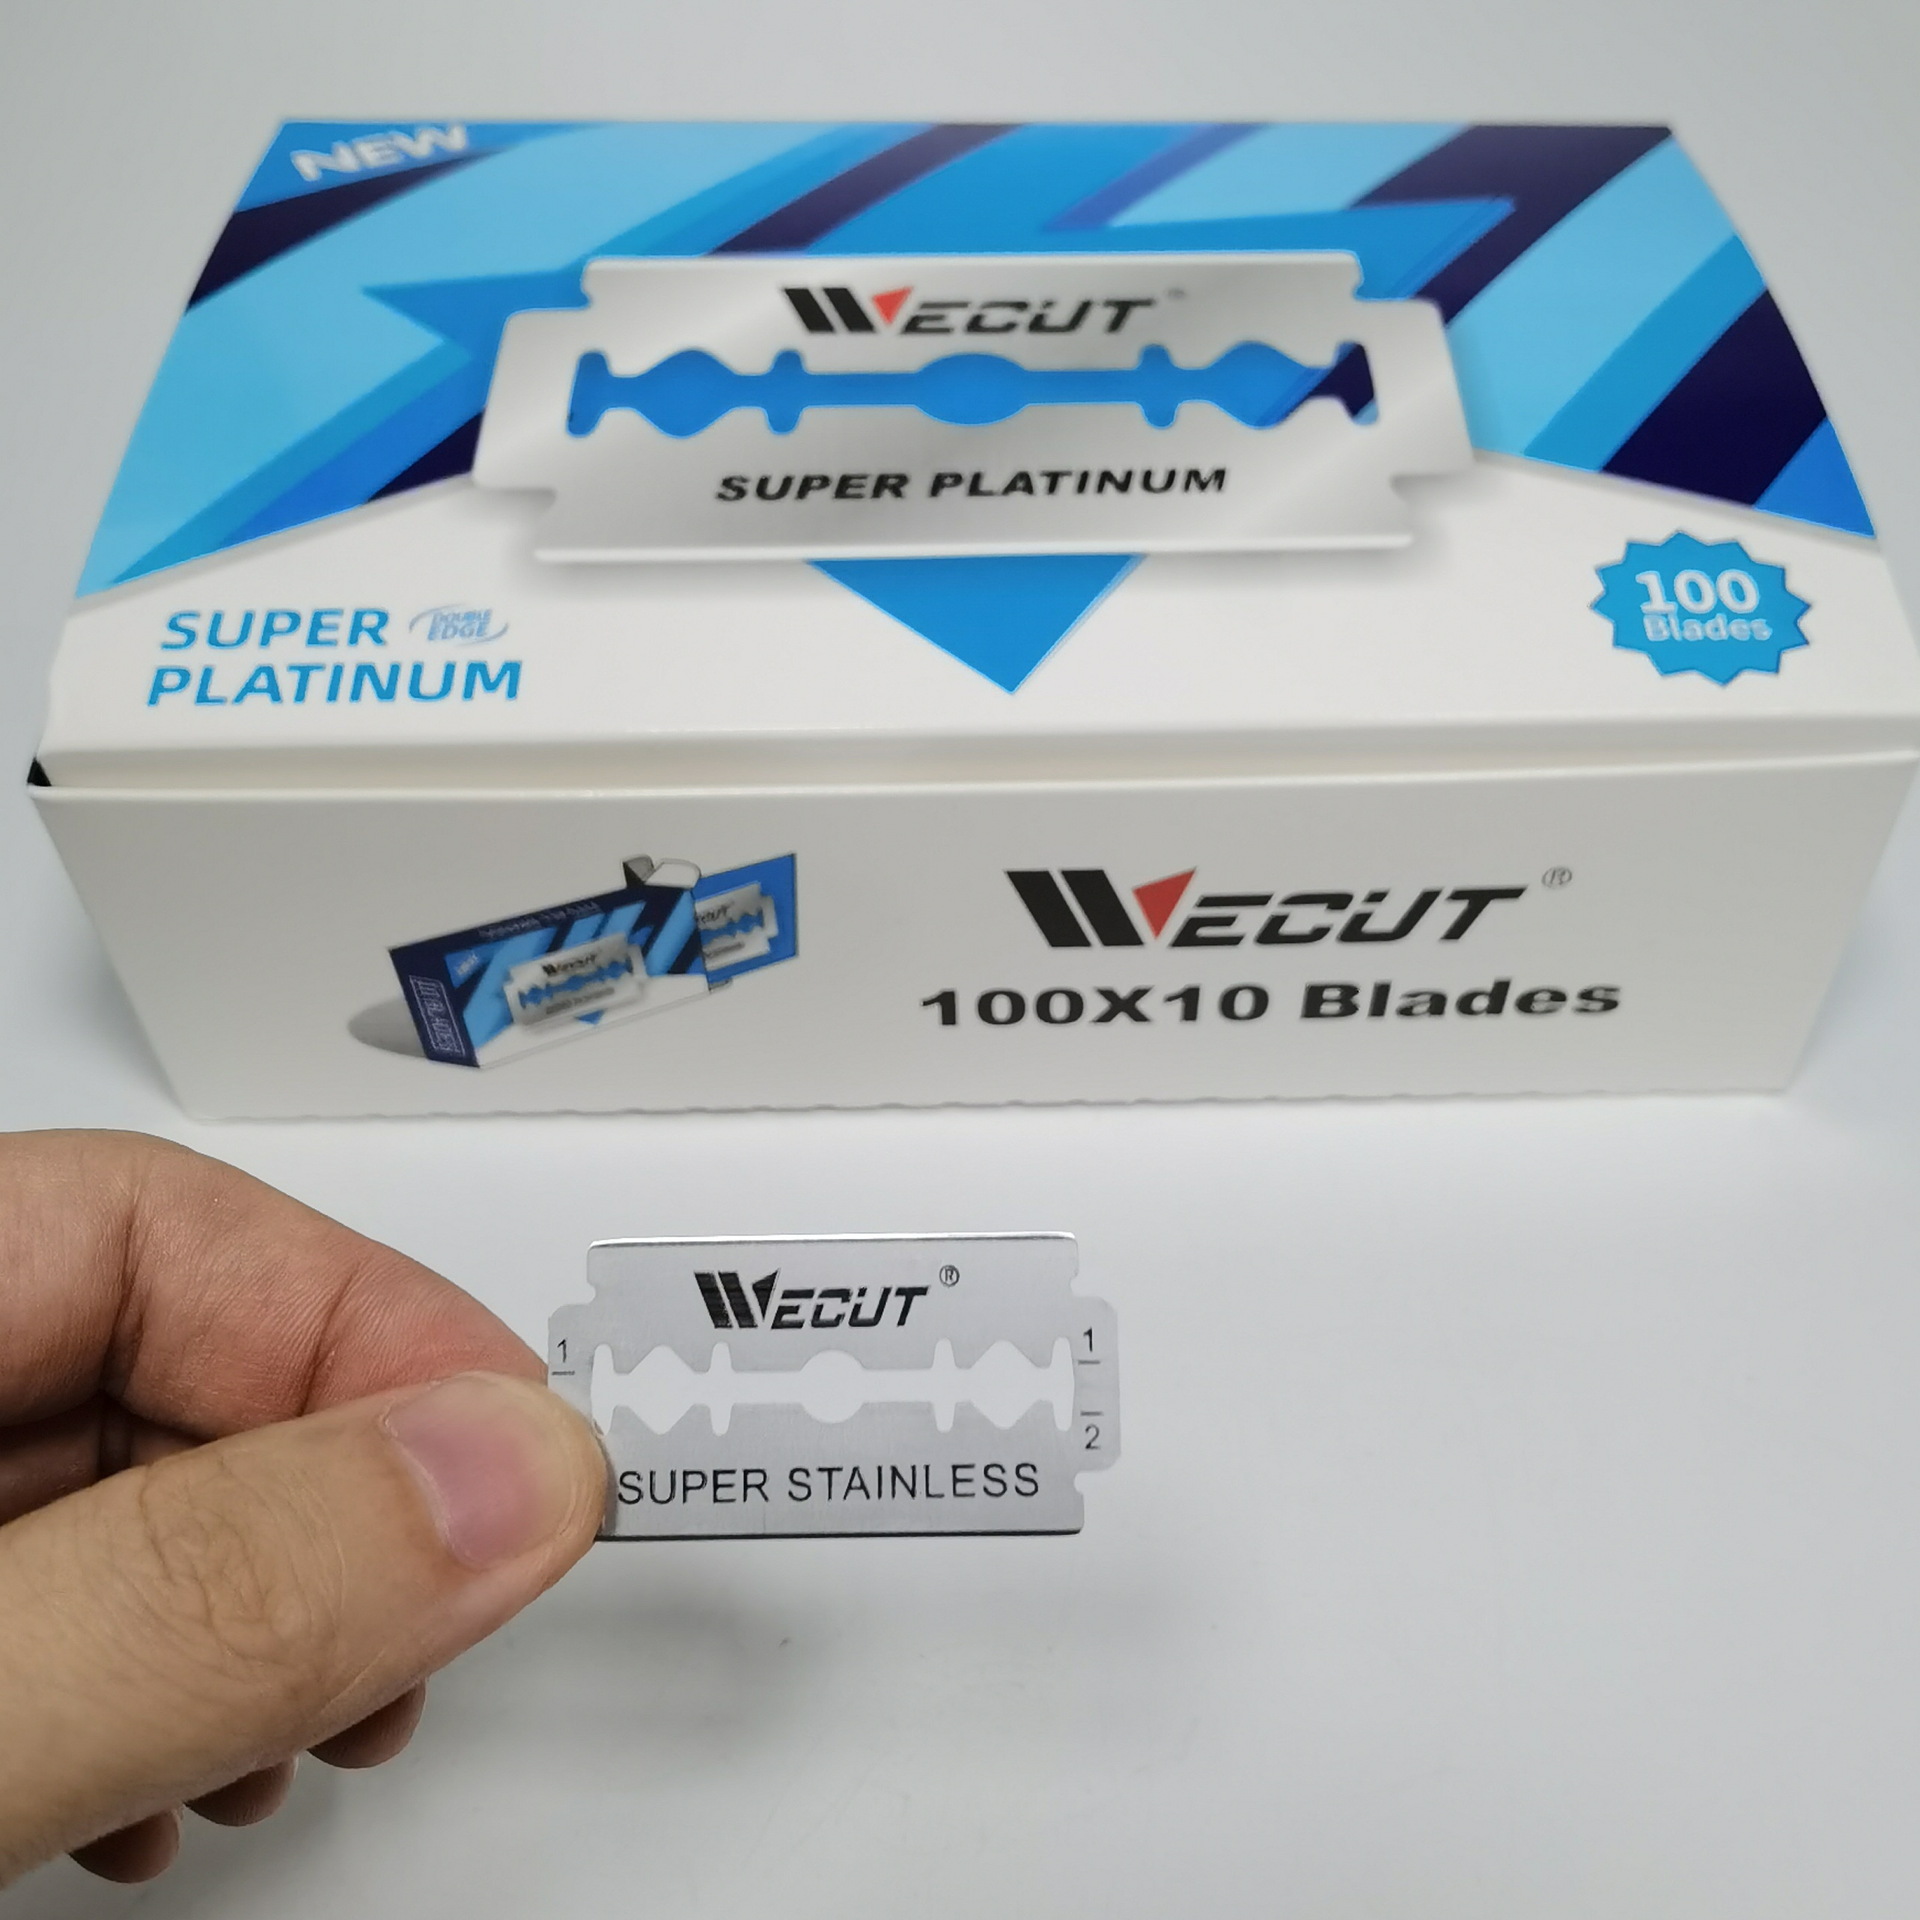 NEW
WECUT
SUPER PLATINUM
SUPER DOUBLE EDGE
PLATINUM
100
Blades
WECUT®
100X10 Blades
WECUT
WECUT®
1 1
2
SUPER STAINLESS